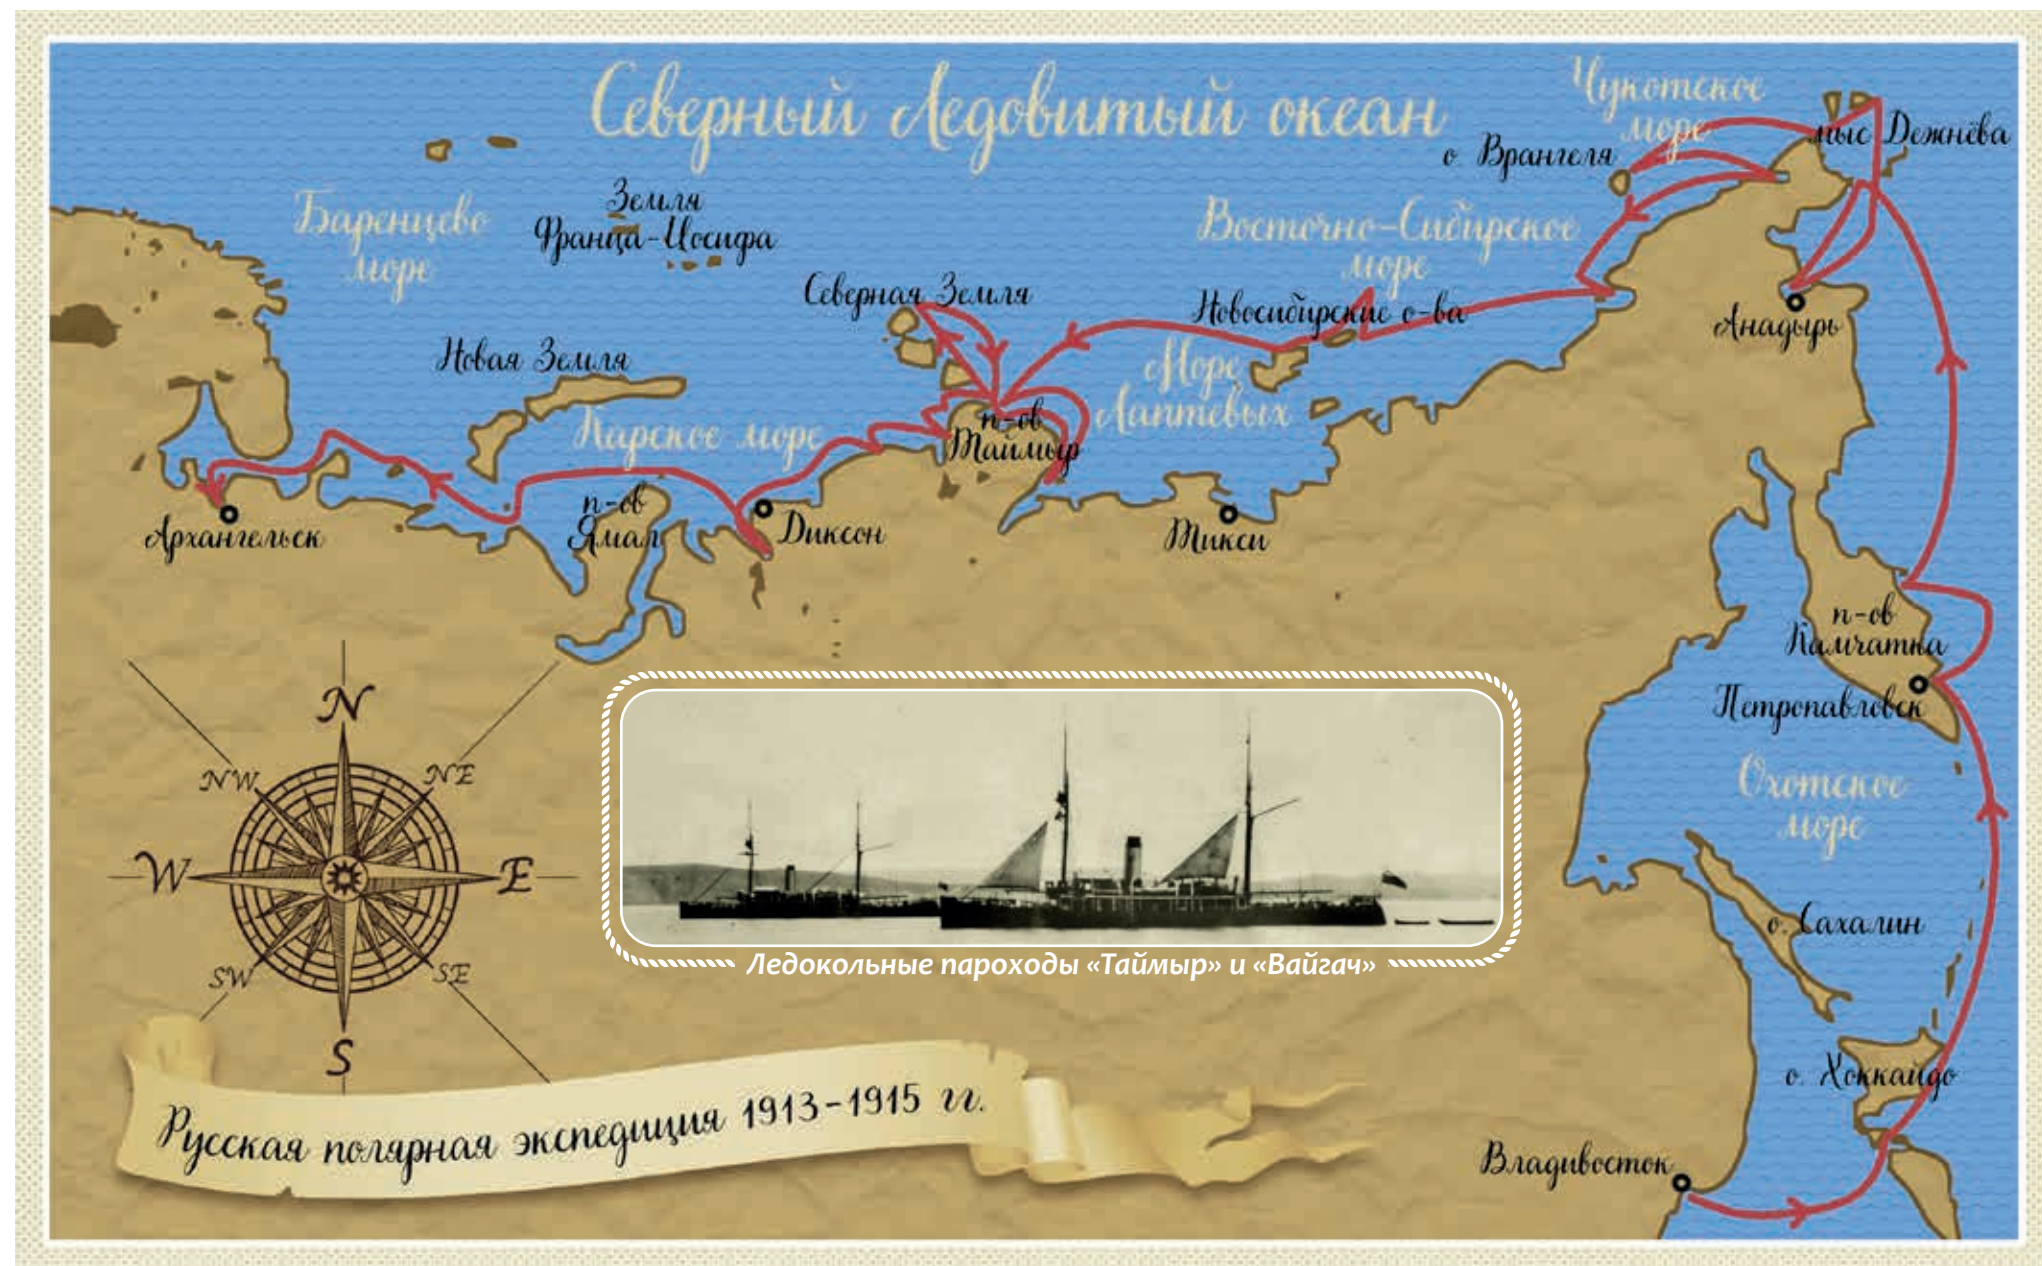 Северный Ледовитый океан
Чукотское
море
мыс Дежнёва
о. Врангеля
Баренцево
море
Земля
Франца-Иосифа
Восточно-Сибирское
море
Северная Земля
Новосибирские о-ва
Анадырь
Новая Земля
Море
Лаптевых
Карское море
п-ов
Таймыр
п-ов
Ямал
Архангельск
Диксон
Тикси
п-ов
Камчатка
Петропавловск
Охотское
море
о. Сахалин
о. Хоккайдо
Владивосток
N
NW
NE
W
E
SW
SE
S
Ледокольные пароходы «Таймыр» и «Вайгач»
Русская полярная экспедиция 1913-1915 гг.